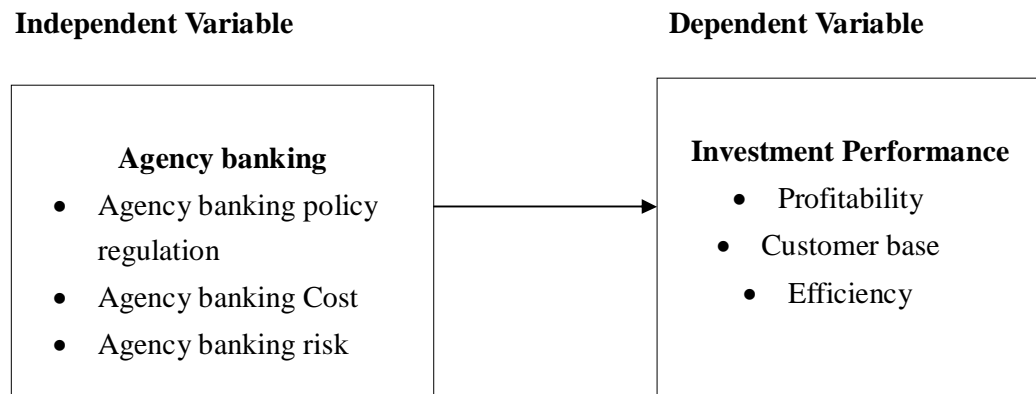 Independent Variable
Dependent Variable
Agency banking
• Agency banking policy
regulation
• Agency banking Cost
• Agency banking risk
Investment Performance
• Profitability
• Customer base
• Efficiency